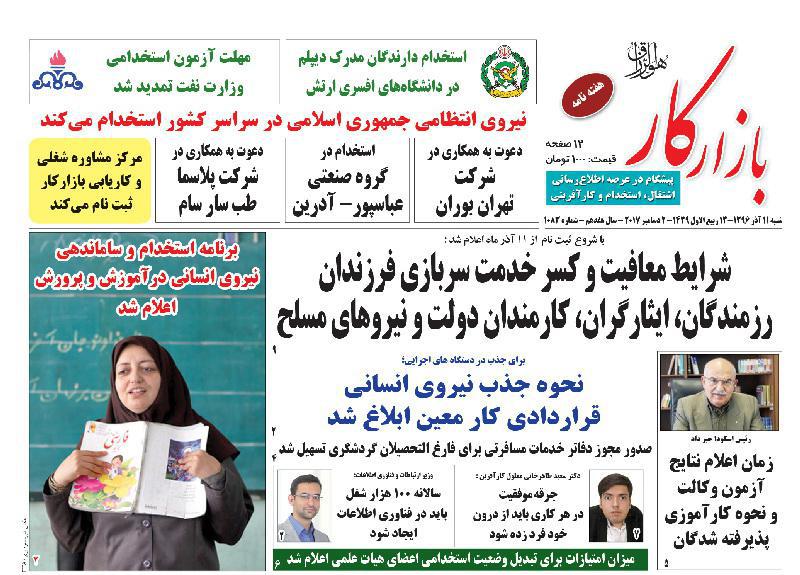 بازار کار
هفته نامه
۱۲ صفحه
قیمت: ۱۰۰۰ تومان
پیشگام در عرصه اطلاع رسانی
اشتغال، استخدام و کارآفرینی
شنبه ۱۱ آذر ۱۳۹۶ - ۱۳ ربیع الاول ۱۴۳۹ - ۲ دسامبر ۲۰۱۷ - سال هفدهم - شماره ۱۰۸۲
استخدام دارندگان مدرک دیپلم
در دانشگاه‌های افسری ارتش
مهلت آزمون استخدامی
وزارت نفت تمدید شد
نیروی انتظامی جمهوری اسلامی در سراسر کشور استخدام می‌کند
دعوت به همکاری در
شرکت
تهران بوران
استخدام در
گروه صنعتی
عباسپور - آدرین
دعوت به همکاری در
شرکت پلاسما
طب سار سام
مرکز مشاوره شغلی
و کاریابی بازارکار
ثبت نام می‌کند
با شروع ثبت نام از ۱۱ آذر ماه اعلام شد:
شرایط معافیت و کسر خدمت سربازی فرزندان
رزمندگان، ایثارگران، کارمندان دولت و نیروهای مسلح
۹
برنامه استخدام و ساماندهی
نیروی انسانی درآموزش و پرورش
اعلام شد
فارسی
۷
برای جذب در دستگاه های اجرایی؛
نحوه جذب نیروی انسانی
قراردادی کار معین ابلاغ شد
۲
صدور مجوز دفاتر خدمات مسافرتی برای فارغ التحصیلان گردشگری تسهیل شد
۴
رئیس اسکودا خبر داد
زمان اعلام نتایج
آزمون وکالت
و نحوه کارآموزی
پذیرفته شدگان
۵
دکتر سعید طاهرخانی معلول کارآفرین:
جرقه موفقیت
در هر کاری باید از درون
خود فرد زده شود
۱۲
وزیر ارتباطات و فناوری اطلاعات:
سالانه ۱۰۰ هزار شغل
باید در فناوری اطلاعات
ایجاد شود
۲
میزان امتیازات برای تبدیل وضعیت استخدامی اعضای هیات علمی اعلام شد
۶